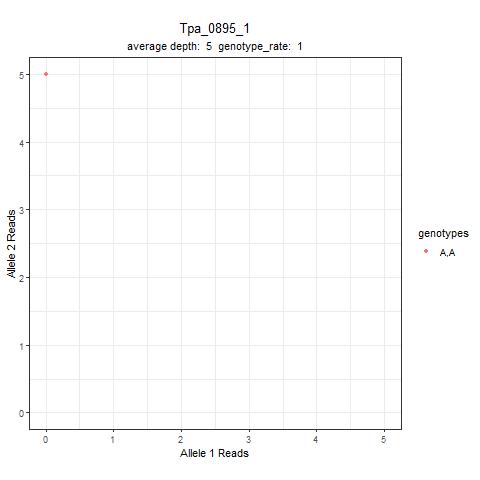 Tpa_0895_1
average depth:  5  genotype_rate:  1
5
4
3
2
1
0
Allele 2 Reads
0 1 2 3 4 5
Allele 1 Reads
genotypes
A,A